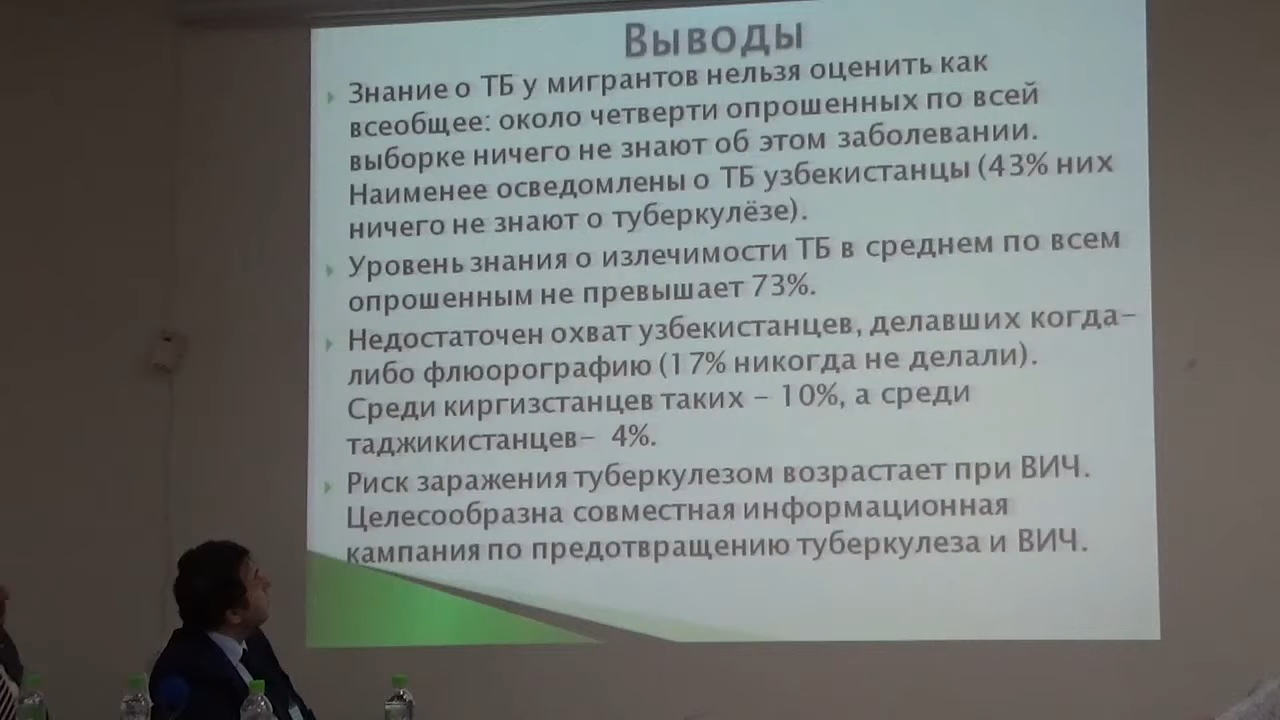 Выводы
Знание о ТБ у мигрантов нельзя оценить как
всеобщее: около четверти опрошенных по всей
выборке ничего не знают об этом заболевании.
Наименее осведомлены о ТБ узбекистанцы (43% них
ничего не знают о туберкулёзе).
Уровень знания о излечимости ТБ в среднем по всем
опрошенным не превышает 73%.
Недостаточен охват узбекистанцев, делавших когда-
либо флюорографию (17% никогда не делали).
Среди киргизстанцев таких – 10%, а среди
таджикистанцев– 4%.
Риск заражения туберкулезом возрастает при ВИЧ.
Целесообразна совместная информационная
кампания по предотвращению туберкулеза и ВИЧ.